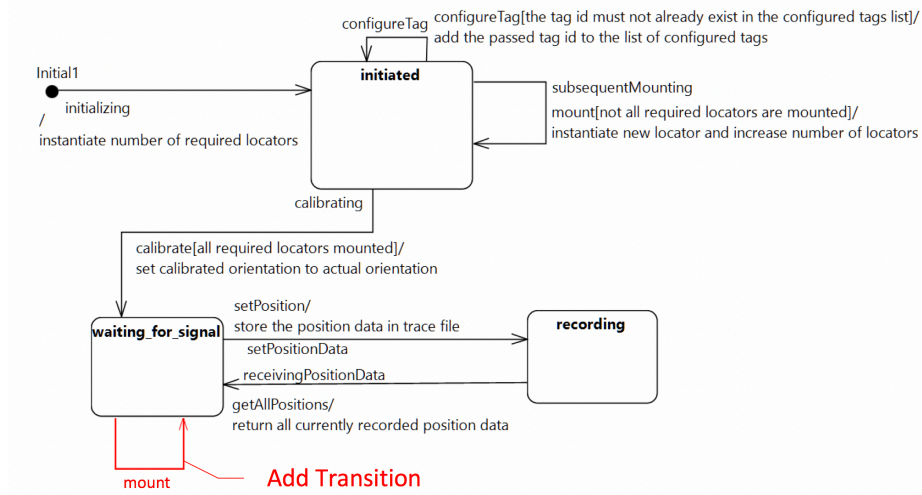 configureTag
configureTag[the tag id must not already exist in the configured tags list]/
add the passed tag id to the list of configured tags
Initial1
initiated
initializing
/
instantiate number of required locators
subsequentMounting
mount[not all required locators are mounted]/
instantiate new locator and increase number of locators
calibrating
calibrate[all required locators mounted]/
set calibrated orientation to actual orientation
waiting_for_signal
setPosition/
store the position data in trace file
setPositionData
recording
receivingPositionData
getAllPositions/
return all currently recorded position data
mount
Add Transition